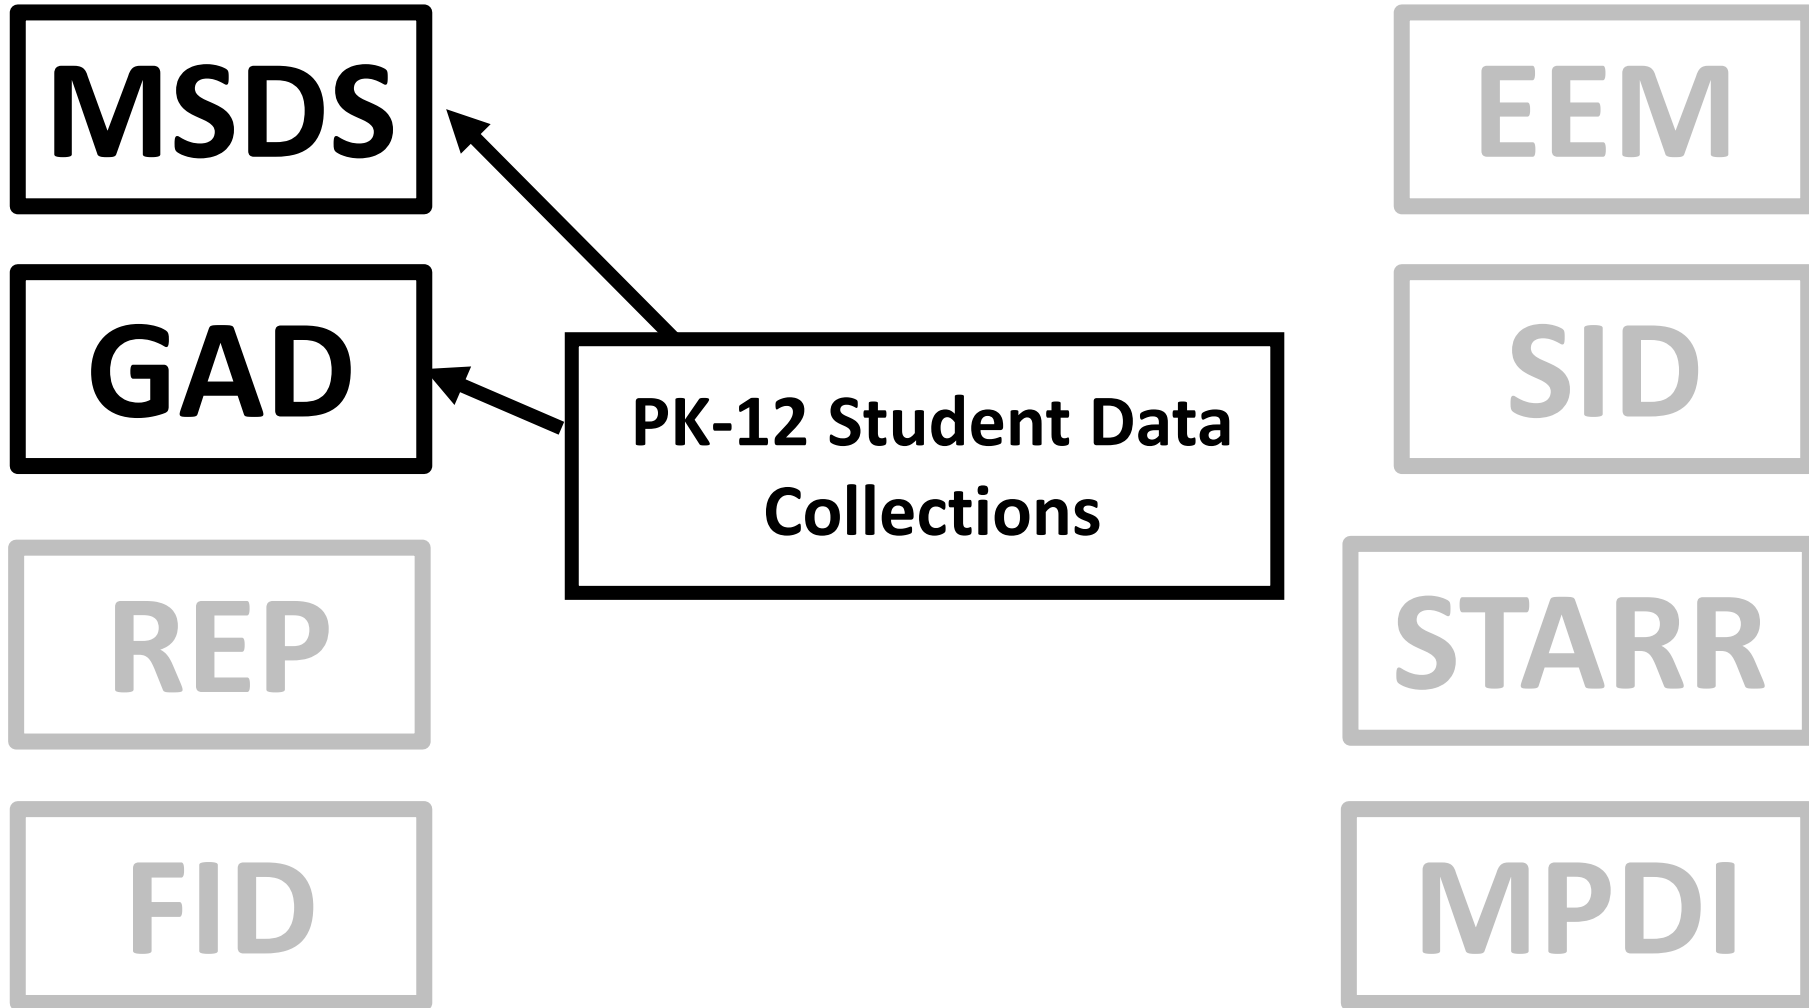 MSDS
GAD
REP
FID
PK-12 Student Data
Collections
EEM
SID
STARR
MPDI